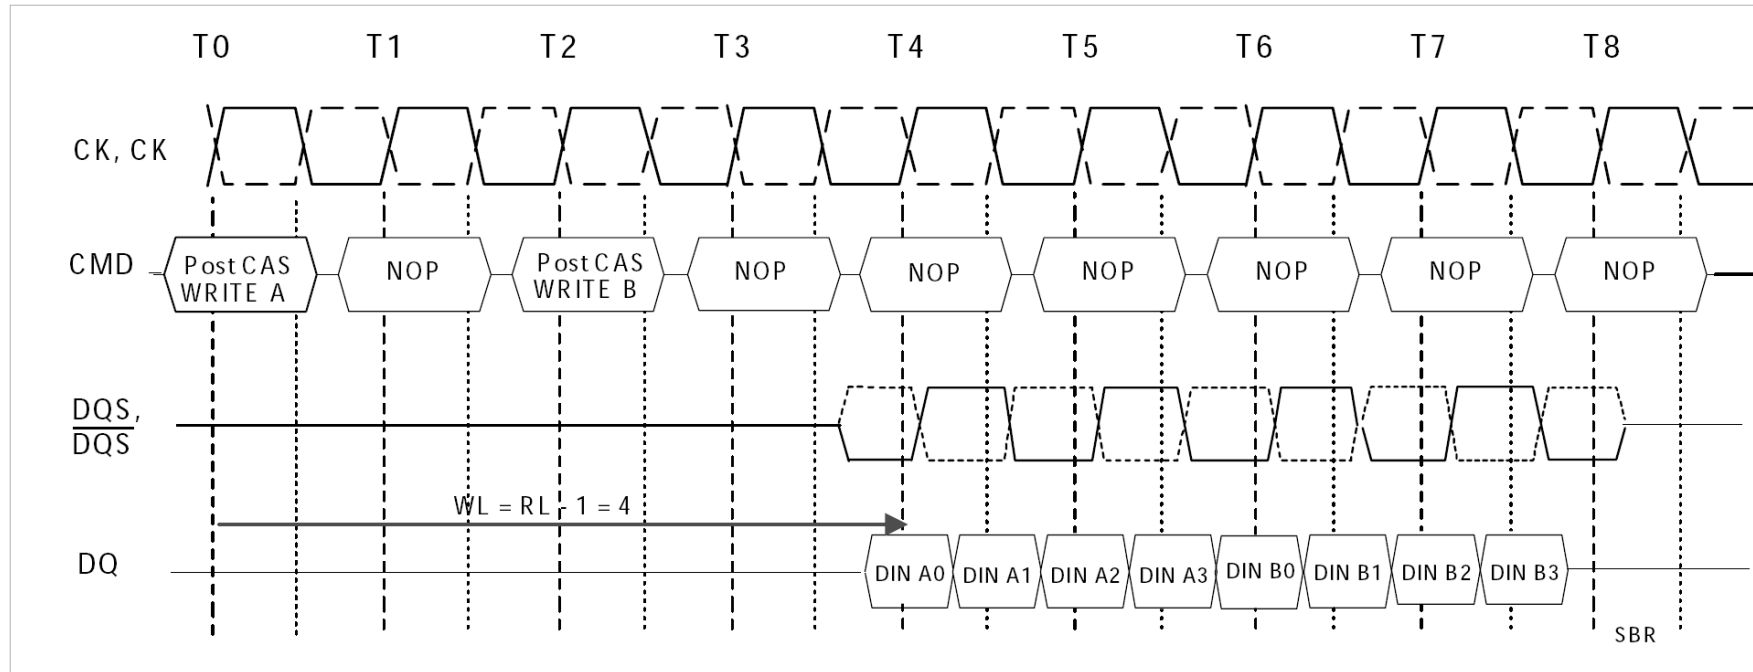 T0 T1 T2 T3 T4 T5 T6 T7 T8
CK, CK
CMD
Post CAS
WRITE A
NOP
Post CAS
WRITE B
NOP
NOP
NOP
NOP
NOP
NOP
DQS,
DQS
WL = RL - 1 = 4
DQ
DIN A0 DIN A1 DIN A2 DIN A3 DIN B0 DIN B1 DIN B2 DIN B3
SBR